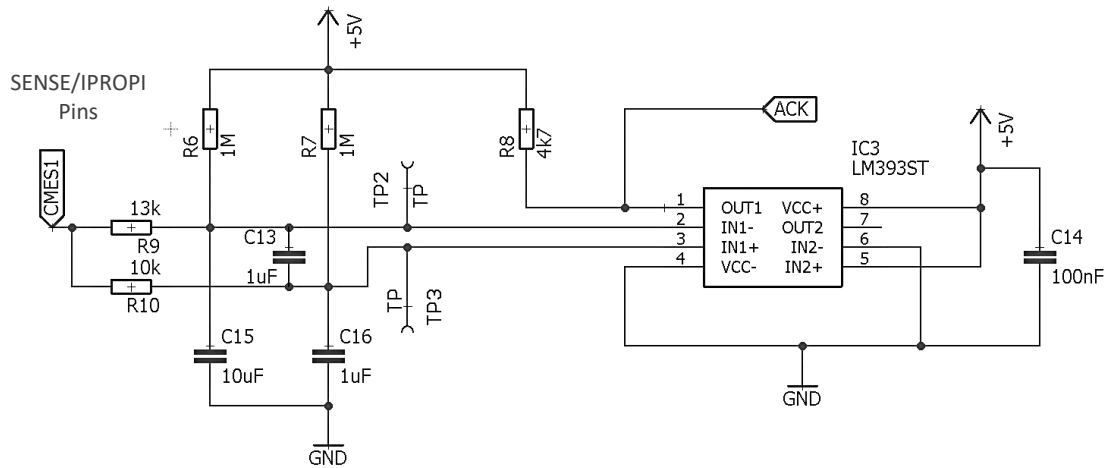 +5V
SENSE/IPROPI
Pins
R6
1M
R7
1M
R8
4k7
ACK
+5V
IC3
LM393ST
CMES1
TP2
TP
13k
R9
C13
1uF
10k
R10
TP
TP3
1 OUT1 VCC+ 8
2 IN1- OUT2 7
3 IN1+ IN2- 6
4 VCC- IN2+ 5
C14
100nF
C15
10uF
C16
1uF
GND
GND